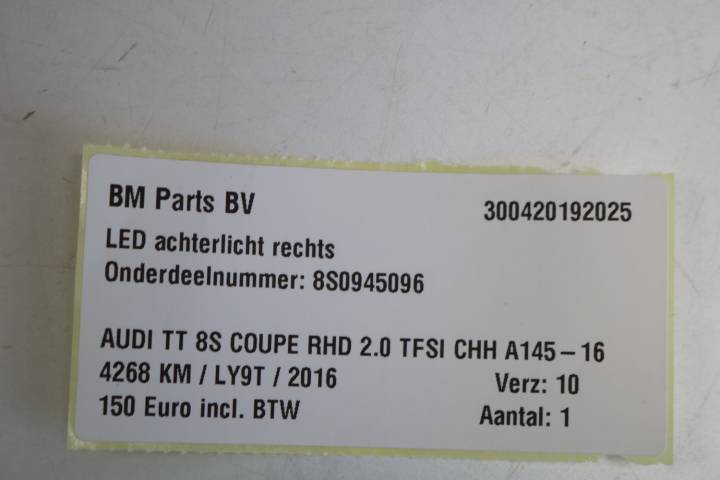 BM Parts BV 300420192025
LED achterlicht rechts
Onderdeelnummer: 8S0945096
AUDI TT 8S COUPE RHD 2.0 TFSI CHH A145-16
4268 KM / LY9T / 2016 Verz: 10
150 Euro incl. BTW Aantal: 1